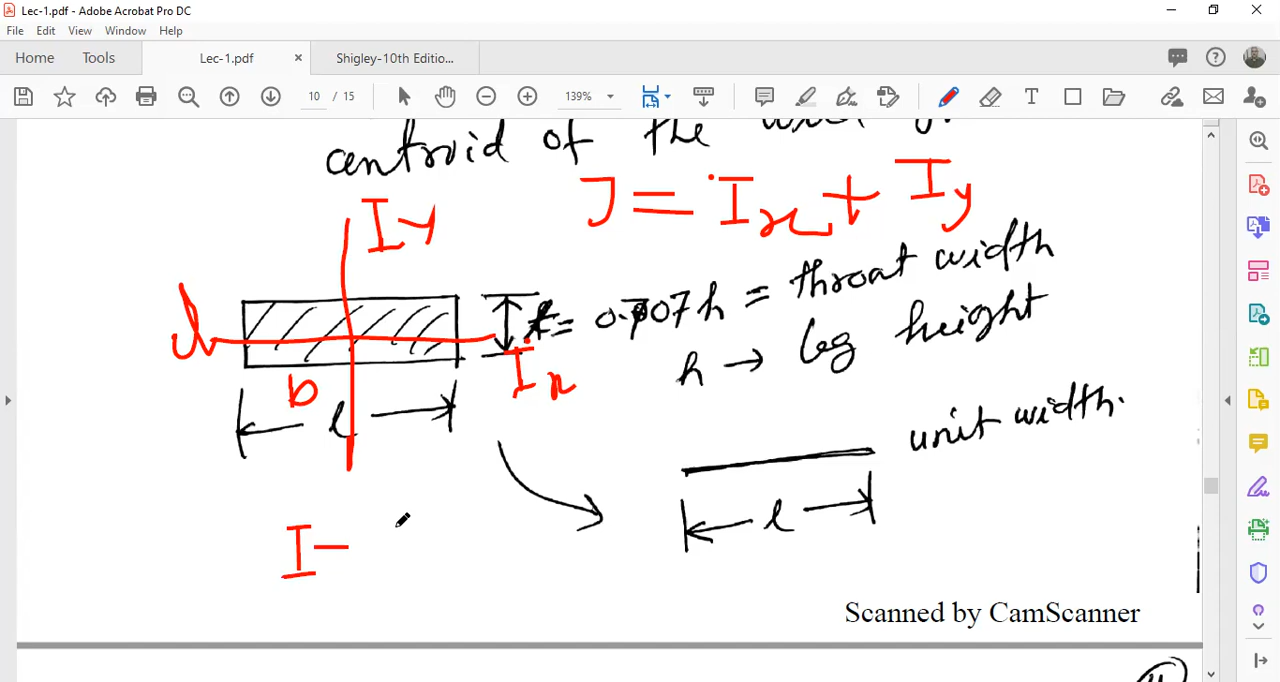 Lec-1.pdf - Adobe Acrobat Pro DC
File Edit View Window Help
Home Tools Lec-1.pdf × Shigley-10th Editio...
10 / 15 139%
centroid of the
J = Ix + Iy
Iy
t = 0.707h = throat width
h → leg height
d
Ix
b
l
unit width.
l
I
Scanned by CamScanner